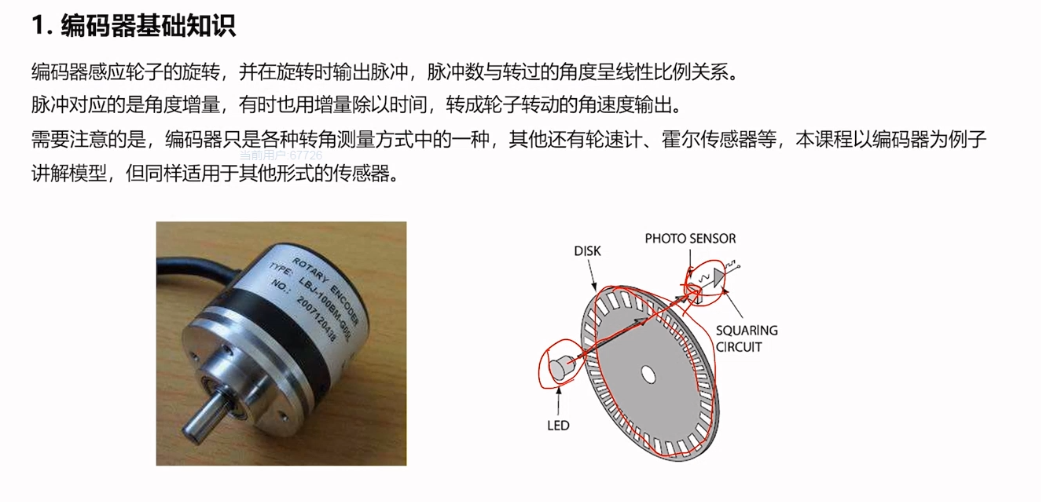 1. 编码器基础知识
编码器感应轮子的旋转，并在旋转时输出脉冲，脉冲数与转过的角度呈线性比例关系。
脉冲对应的是角度增量，有时也用增量除以时间，转成轮子转动的角速度输出。
需要注意的是，编码器只是各种转角测量方式中的一种，其他还有轮速计、霍尔传感器等，本课程以编码器为例子
当前用户:67726
讲解模型，但同样适用于其他形式的传感器。
ROTARY ENCODER
TYPE: LBJ-100BM-G05L
NO.: 2007120438
PHOTO SENSOR
DISK
SQUARING
CIRCUIT
LED